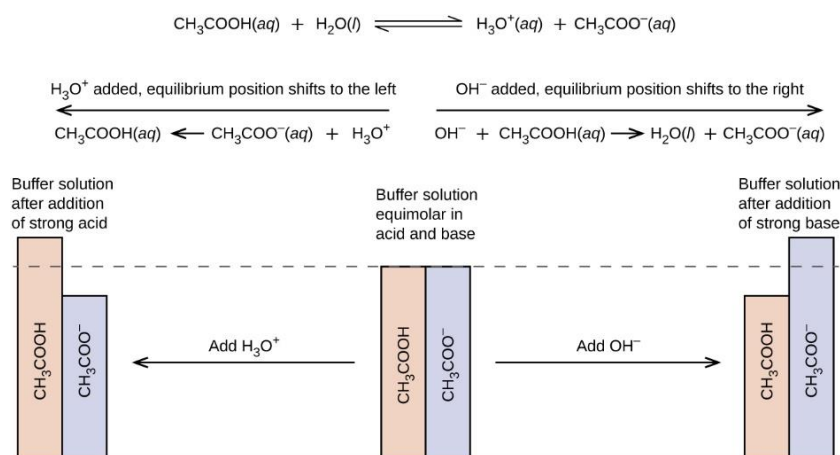 CH₃COOH(aq) + H₂O(l) ⇌ H₃O⁺(aq) + CH₃COO⁻(aq)
H₃O⁺ added, equilibrium position shifts to the left
CH₃COOH(aq) ⟵ CH₃COO⁻(aq) + H₃O⁺
OH⁻ added, equilibrium position shifts to the right
OH⁻ + CH₃COOH(aq) ⟶ H₂O(l) + CH₃COO⁻(aq)
Buffer solution
after addition
of strong acid
CH₃COOH
CH₃COO⁻
Add H₃O⁺
Buffer solution
equimolar in
acid and base
CH₃COOH
CH₃COO⁻
Add OH⁻
Buffer solution
after addition
of strong base
CH₃COOH
CH₃COO⁻